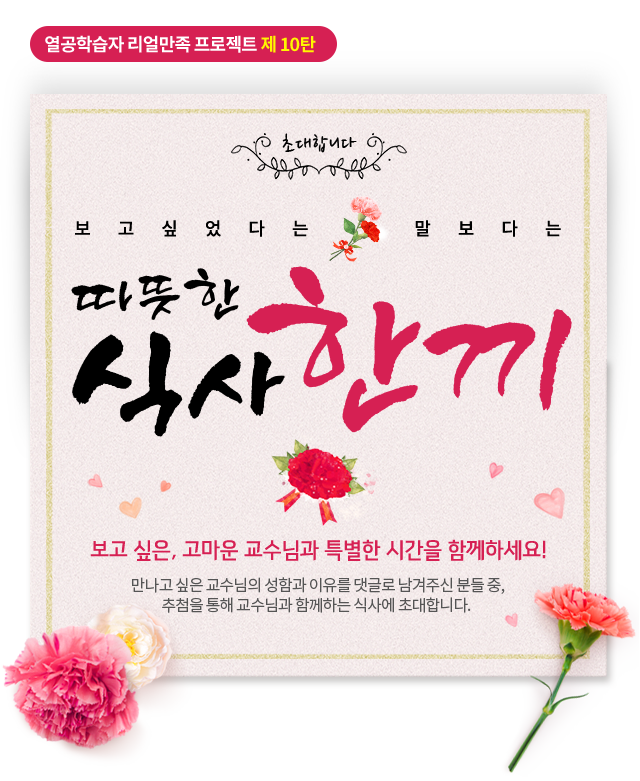 열공학습자 리얼만족 프로젝트 제 10탄
초대합니다
보고싶었다는 말보다는
따뜻한
식사 한끼
보고 싶은, 고마운 교수님과 특별한 시간을 함께하세요!
만나고 싶은 교수님의 성함과 이유를 댓글로 남겨주신 분들 중,
추첨을 통해 교수님과 함께하는 식사에 초대합니다.